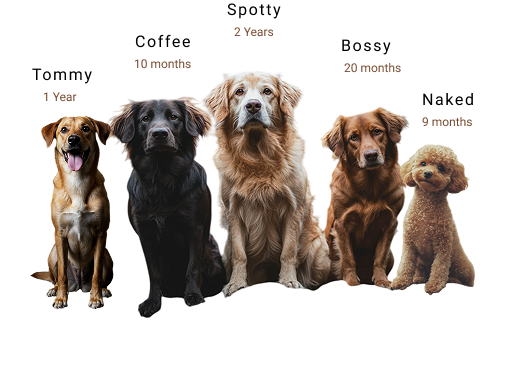 Spotty
2 Years
Coffee
10 months
Bossy
20 months
Tommy
1 Year
Naked
9 months